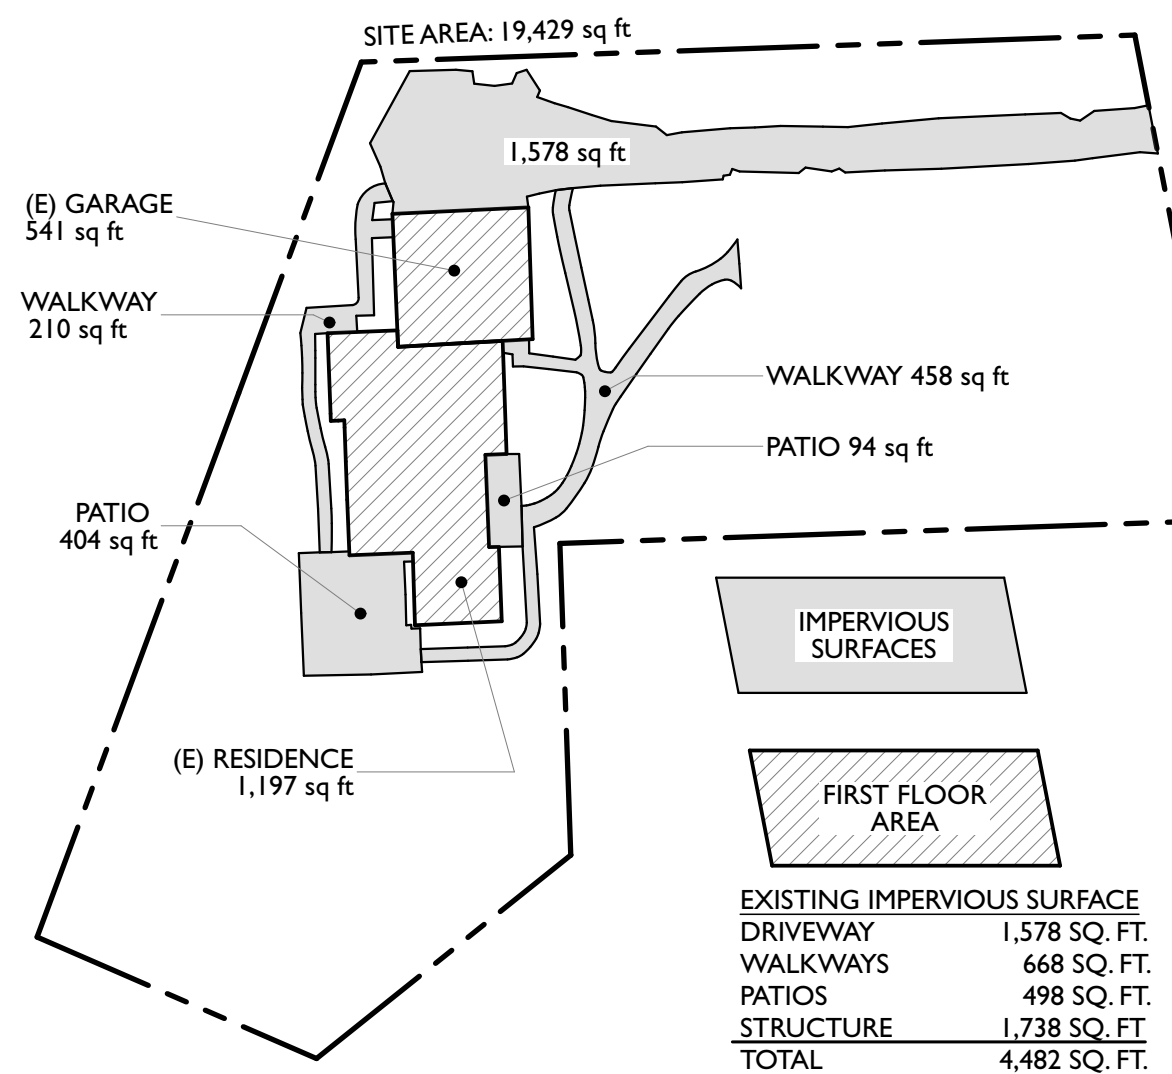 SITE AREA: 19,429 sq ft
1,578 sq ft
(E) GARAGE
541 sq ft
WALKWAY
210 sq ft
WALKWAY 458 sq ft
PATIO 94 sq ft
PATIO
404 sq ft
(E) RESIDENCE
1,197 sq ft
IMPERVIOUS
SURFACES
FIRST FLOOR
AREA
EXISTING IMPERVIOUS SURFACE
DRIVEWAY 1,578 SQ. FT.
WALKWAYS 668 SQ. FT.
PATIOS 498 SQ. FT.
STRUCTURE 1,738 SQ. FT
TOTAL 4,482 SQ. FT.